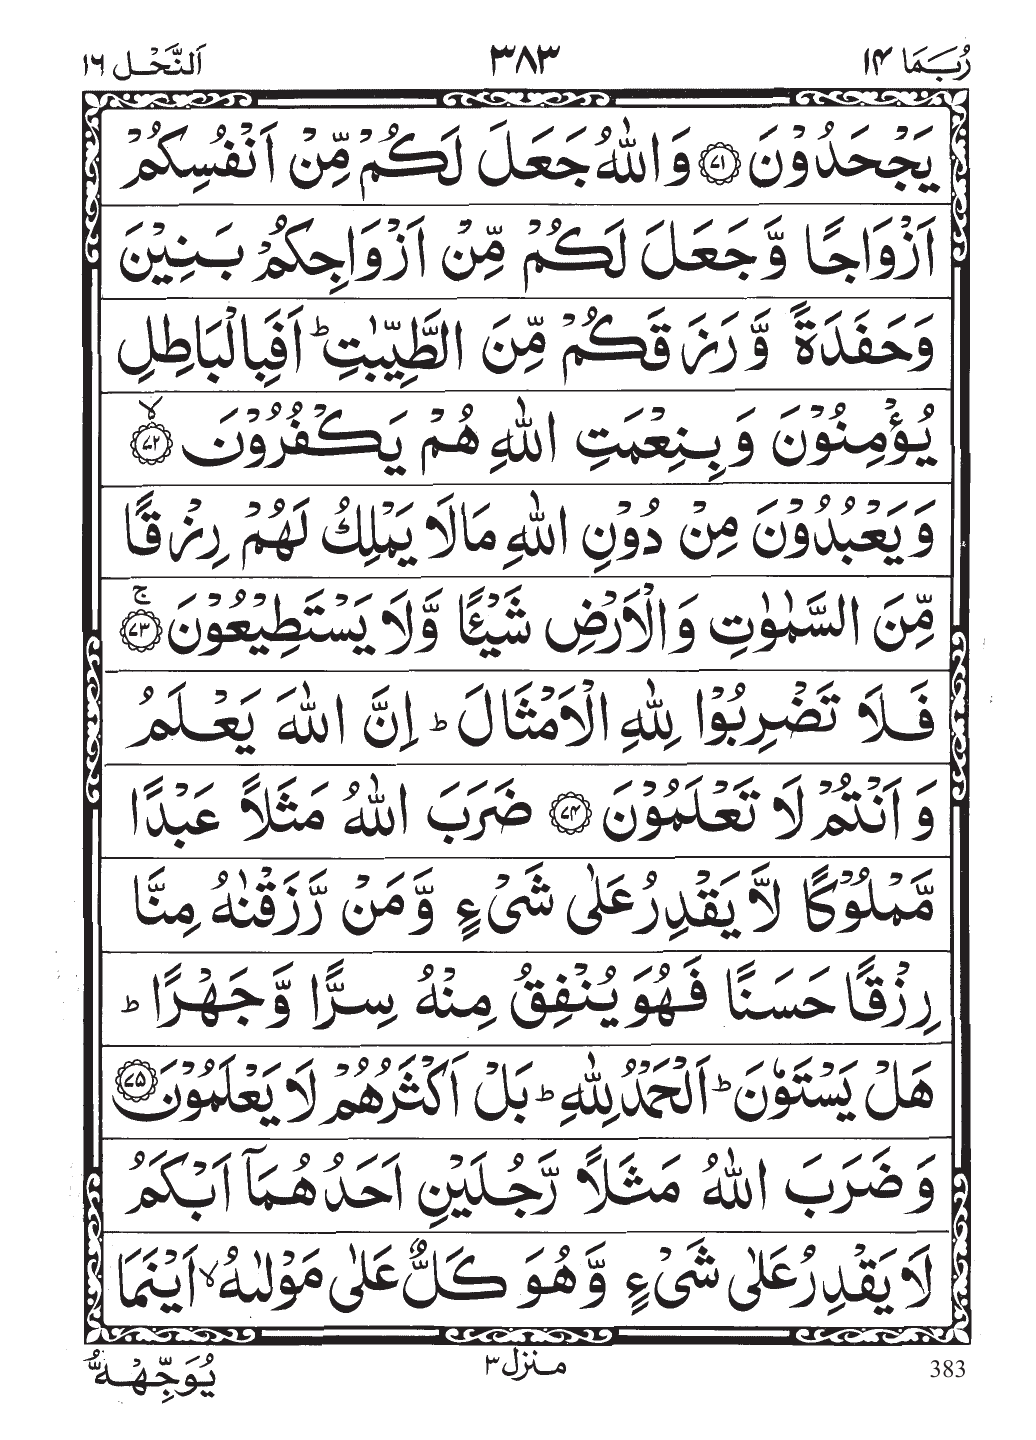 رُبَمَا ۱۴
۳۸۳
اَلنَّحْل ۱۶
يَجْحَدُوْنَ ﴿۷۱﴾ وَاللّٰهُ جَعَلَ لَكُمْ مِّنْ اَنْفُسِكُمْ
اَزْوَاجًا وَّجَعَلَ لَكُمْ مِّنْ اَزْوَاجِكُمْ بَنِيْنَ
وَحَفَدَةً وَّرَزَقَكُمْ مِّنَ الطَّيِّبٰتِ ؕ اَفَبِالْبَاطِلِ
يُؤْمِنُوْنَ وَبِنِعْمَتِ اللّٰهِ هُمْ يَكْفُرُوْنَ ﴿۷۲﴾ۙ
وَيَعْبُدُوْنَ مِنْ دُوْنِ اللّٰهِ مَالَا يَمْلِكُ لَهُمْ رِزْقًا
مِّنَ السَّمٰوٰتِ وَالْاَرْضِ شَيْئًا وَّلَا يَسْتَطِيْعُوْنَ ﴿۷۳﴾ۚ
فَلَا تَضْرِبُوْا لِلّٰهِ الْاَمْثَالَ ؕ اِنَّ اللّٰهَ يَعْلَمُ
وَاَنْتُمْ لَا تَعْلَمُوْنَ ﴿۷۴﴾ ضَرَبَ اللّٰهُ مَثَلًا عَبْدًا
مَّمْلُوْكًا لَّا يَقْدِرُ عَلٰى شَيْءٍ وَّمَنْ رَّزَقْنٰهُ مِنَّا
رِزْقًا حَسَنًا فَهُوَ يُنْفِقُ مِنْهُ سِرًّا وَّجَهْرًا ؕ
هَلْ يَسْتَوٗنَ ؕ اَلْحَمْدُ لِلّٰهِ ؕ بَلْ اَكْثَرُهُمْ لَا يَعْلَمُوْنَ ﴿۷۵﴾
وَضَرَبَ اللّٰهُ مَثَلًا رَّجُلَيْنِ اَحَدُهُمَآ اَبْكَمُ
لَا يَقْدِرُ عَلٰى شَيْءٍ وَّهُوَ كَلٌّ عَلٰى مَوْلٰىهُ ۙ اَيْنَمَا
383
منزل ۳
يُوَجِّهْهُّ